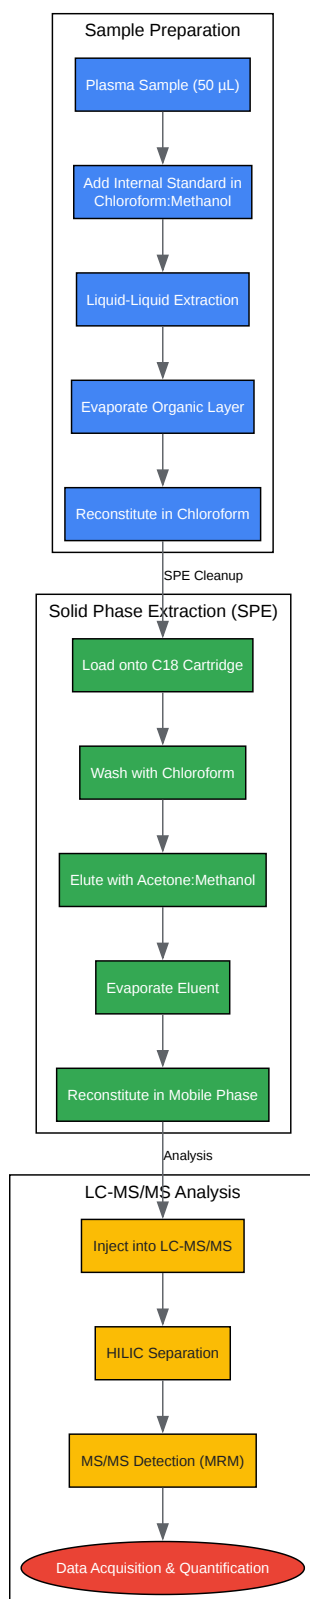 Sample Preparation
Plasma Sample (50 µL)
Add Internal Standard in
Chloroform:Methanol
Liquid-Liquid Extraction
Evaporate Organic Layer
Reconstitute in Chloroform
SPE Cleanup
Solid Phase Extraction (SPE)
Load onto C18 Cartridge
Wash with Chloroform
Elute with Acetone:Methanol
Evaporate Eluent
Reconstitute in Mobile Phase
Analysis
LC-MS/MS Analysis
Inject into LC-MS/MS
HILIC Separation
MS/MS Detection (MRM)
Data Acquisition & Quantification